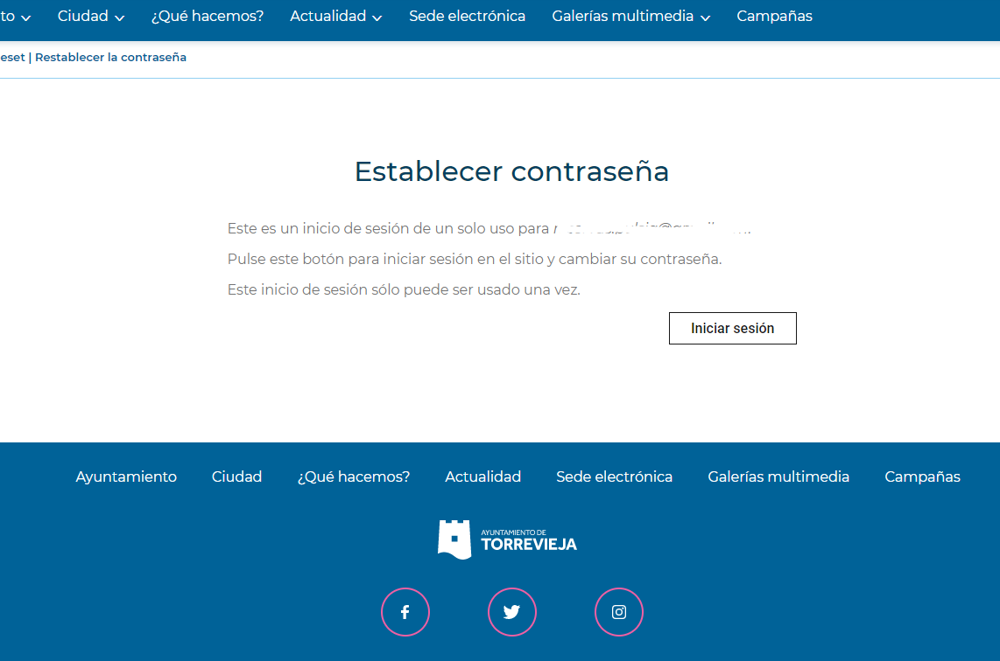 to Ciudad ¿Qué hacemos? Actualidad Sede electrónica Galerías multimedia Campañas
eset | Restablecer la contraseña
Establecer contraseña
Este es un inicio de sesión de un solo uso para
Pulse este botón para iniciar sesión en el sitio y cambiar su contraseña.
Este inicio de sesión sólo puede ser usado una vez.
Iniciar sesión
Ayuntamiento Ciudad ¿Qué hacemos? Actualidad Sede electrónica Galerías multimedia Campañas
AYUNTAMIENTO DE
TORREVIEJA